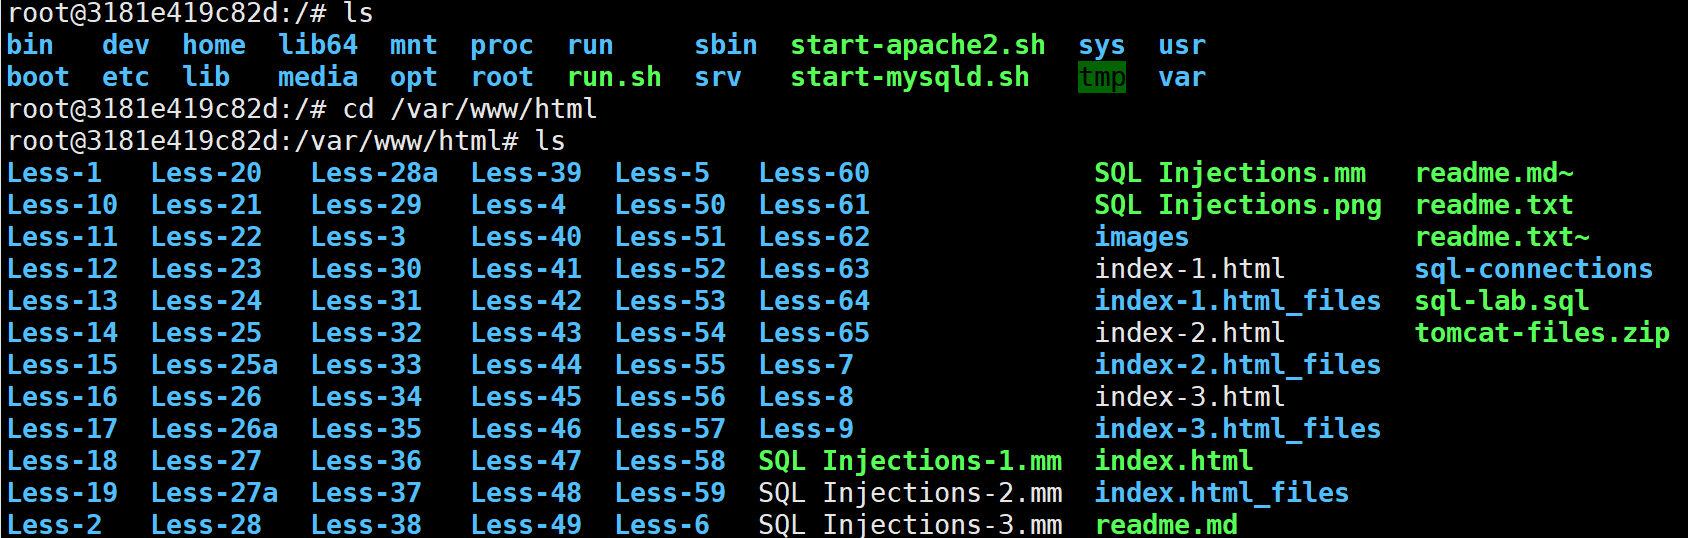 root@3181e419c82d:/# ls
bin   dev  home  lib64  mnt  proc  run     sbin  start-apache2.sh  sys  usr
boot  etc  lib   media  opt  root  run.sh  srv   start-mysqld.sh   tmp  var
root@3181e419c82d:/# cd /var/www/html
root@3181e419c82d:/var/www/html# ls
Less-1   Less-20   Less-28a  Less-39  Less-5   Less-60              SQL Injections.mm   readme.md~
Less-10  Less-21   Less-29   Less-4   Less-50  Less-61              SQL Injections.png  readme.txt
Less-11  Less-22   Less-3    Less-40  Less-51  Less-62              images              readme.txt~
Less-12  Less-23   Less-30   Less-41  Less-52  Less-63              index-1.html        sql-connections
Less-13  Less-24   Less-31   Less-42  Less-53  Less-64              index-1.html_files  sql-lab.sql
Less-14  Less-25   Less-32   Less-43  Less-54  Less-65              index-2.html        tomcat-files.zip
Less-15  Less-25a  Less-33   Less-44  Less-55  Less-7               index-2.html_files
Less-16  Less-26   Less-34   Less-45  Less-56  Less-8               index-3.html
Less-17  Less-26a  Less-35   Less-46  Less-57  Less-9               index-3.html_files
Less-18  Less-27   Less-36   Less-47  Less-58  SQL Injections-1.mm  index.html
Less-19  Less-27a  Less-37   Less-48  Less-59  SQL Injections-2.mm  index.html_files
Less-2   Less-28   Less-38   Less-49  Less-6   SQL Injections-3.mm  readme.md